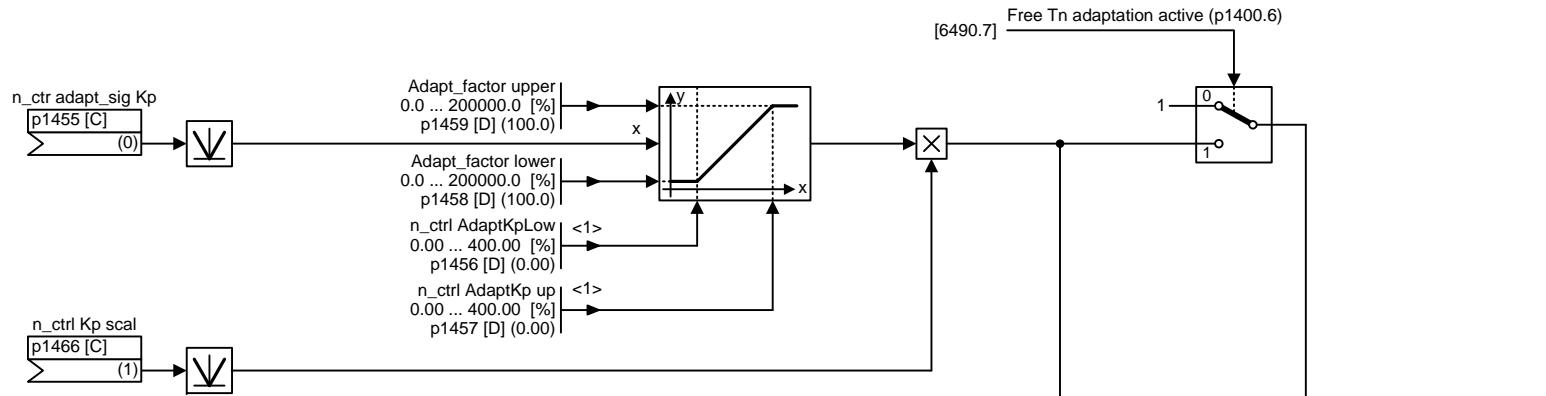 Free Tn adaptation active (p1400.6)
[6490.7]
n_ctr adapt_sig Kp
p1455 [C]
(0)
Adapt_factor upper
0.0 ... 200000.0 [%]
p1459 [D] (100.0)
y
x
x
0
1
1
Adapt_factor lower
0.0 ... 200000.0 [%]
p1458 [D] (100.0)
n_ctrl AdaptKpLow
<1>
0.00 ... 400.00 [%]
p1456 [D] (0.00)
n_ctrl AdaptKp up
<1>
0.00 ... 400.00 [%]
p1457 [D] (0.00)
n_ctrl Kp scal
p1466 [C]
(1)